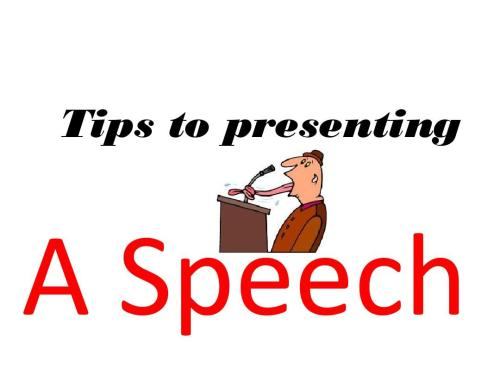 Tips to presenting
A Speech